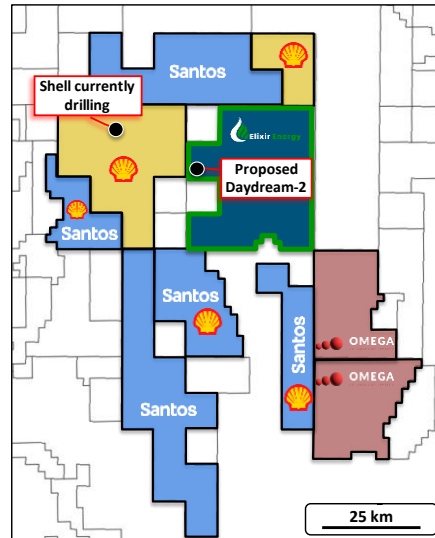 Santos
Shell currently
drilling
Elixir Energy
Proposed
Daydream-2
Santos
Santos
Santos
OMEGA
OMEGA
Santos
25 km